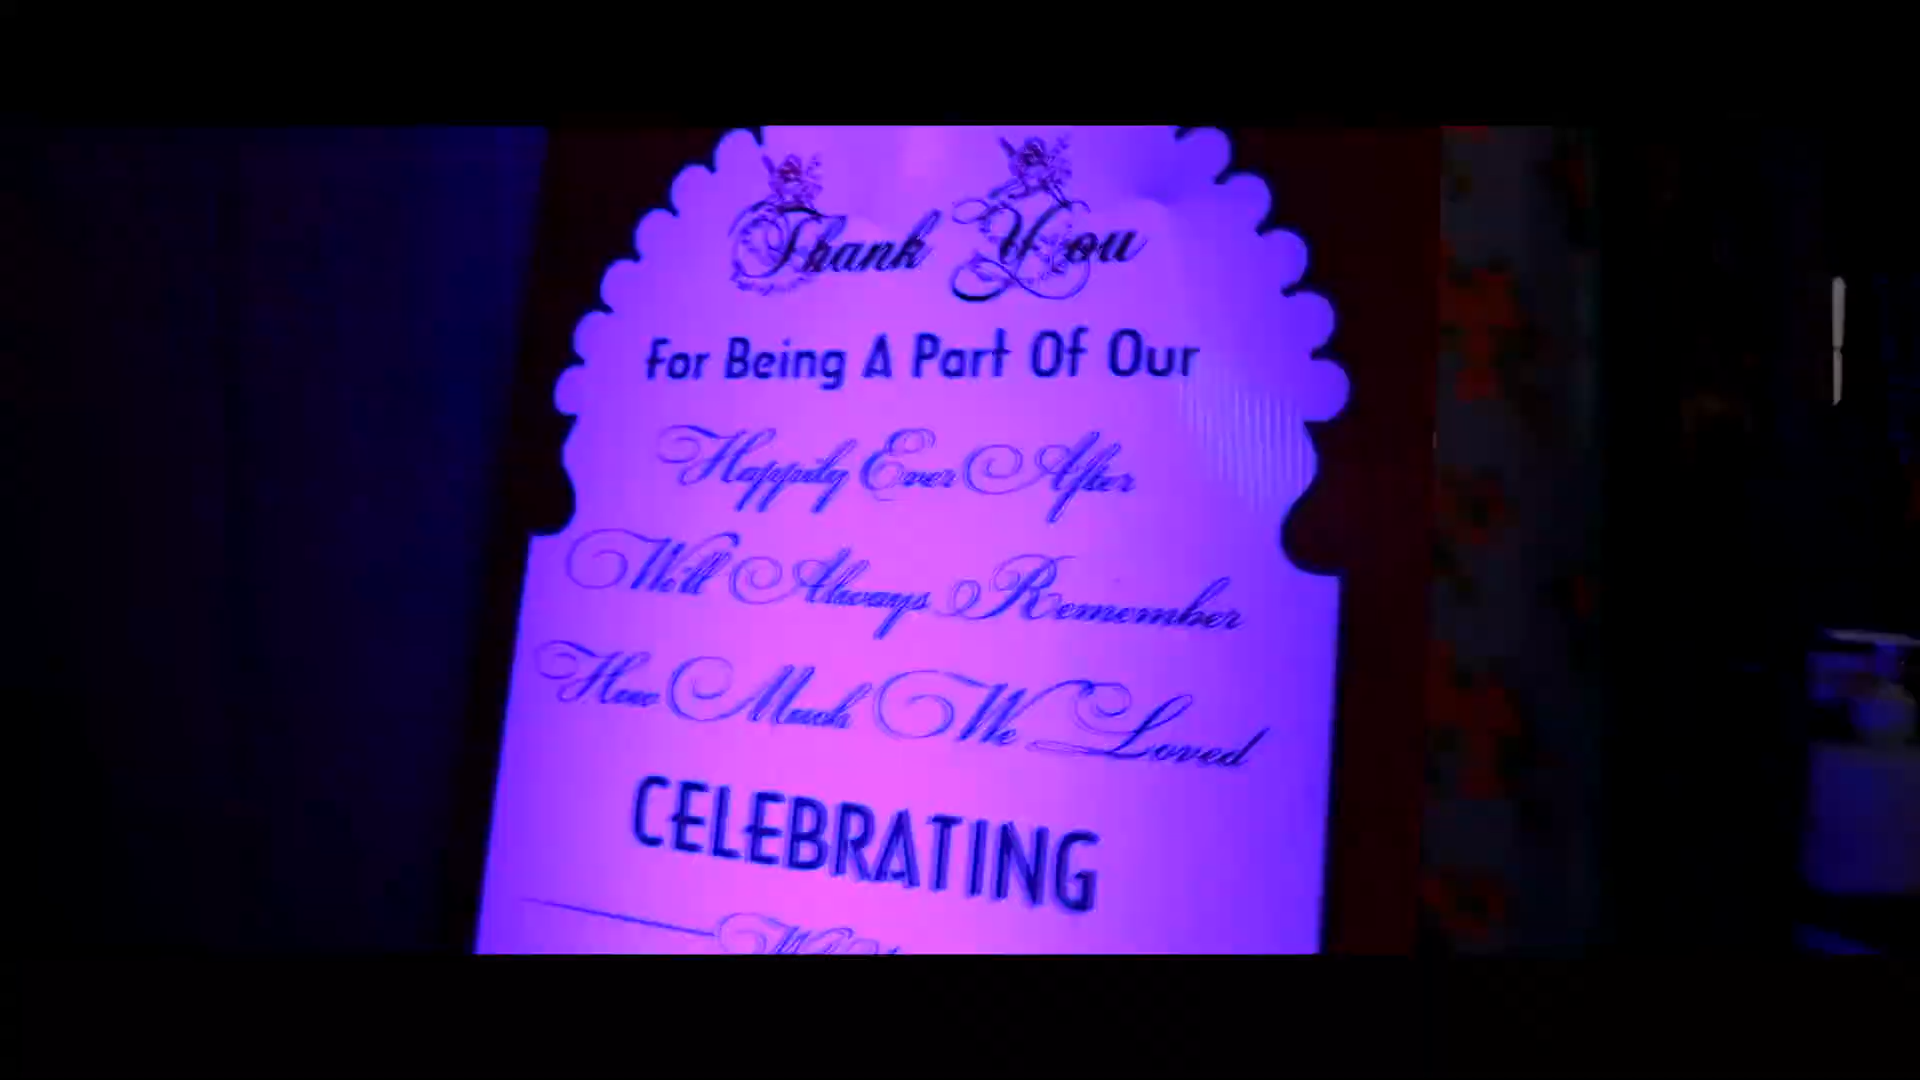 Thank You
For Being A Part Of Our
Happily Ever After
We'll Always Remember
How Much We Loved
CELEBRATING